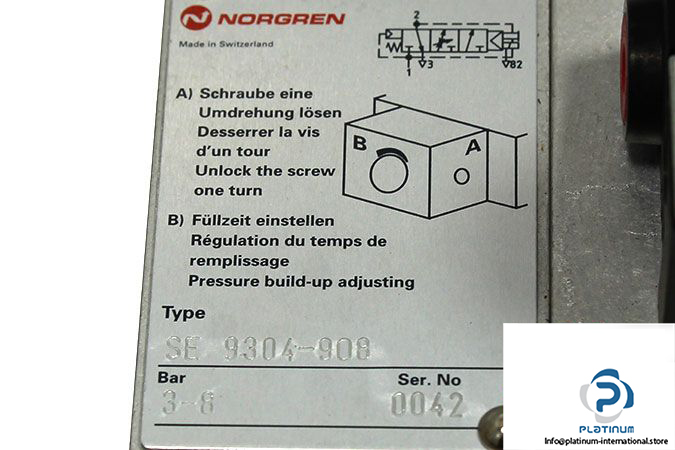 NORGREN
Made in Switzerland
2
1
3
82
A) Schraube eine
Umdrehung lösen
Desserrer la vis
d'un tour
Unlock the screw
one turn
B
A
B) Füllzeit einstellen
Régulation du temps de
remplissage
Pressure build-up adjusting
Type
SE 9304-908
Bar
Ser. No
3-8
0042
PLATINUM
Info@platinum-international.store